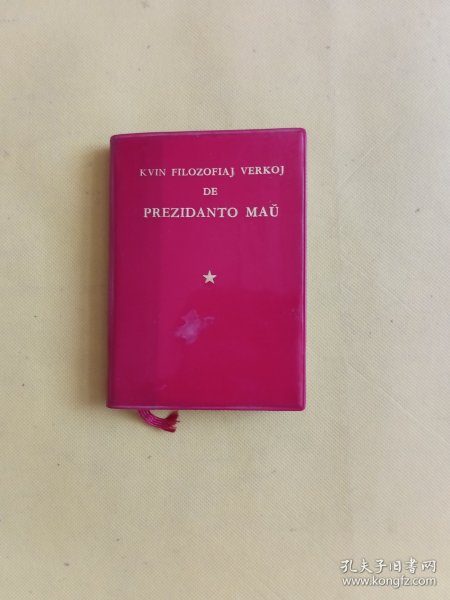 KVIN FILOZOFIAJ VERKOJ
DE
PREZIDANTO MAŬ
孔夫子旧书网
www.kongfz.com